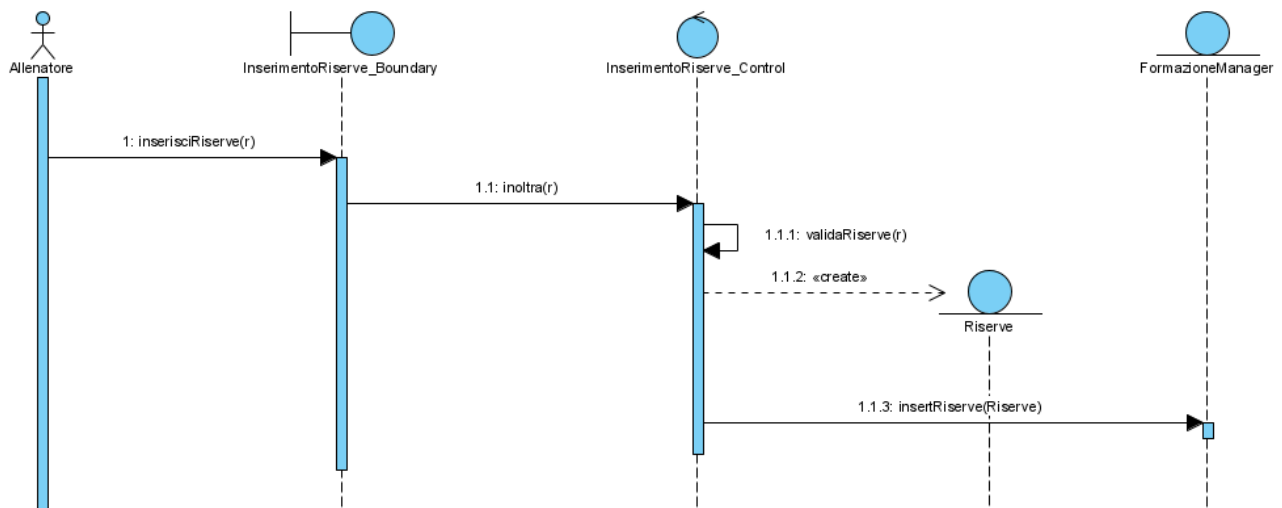 Allenatore
InserimentoRiserve_Boundary
InserimentoRiserve_Control
FormazioneManager
1: inserisciRiserve(r)
1.1: inoltra(r)
1.1.1: validaRiserve(r)
1.1.2: «create»
Riserve
1.1.3: insertRiserve(Riserve)